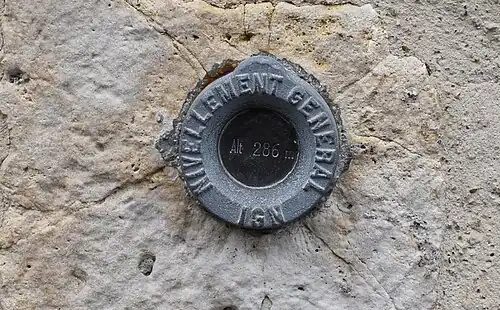 NIVELLEMENT GENERAL
Alt 286 m
IGN